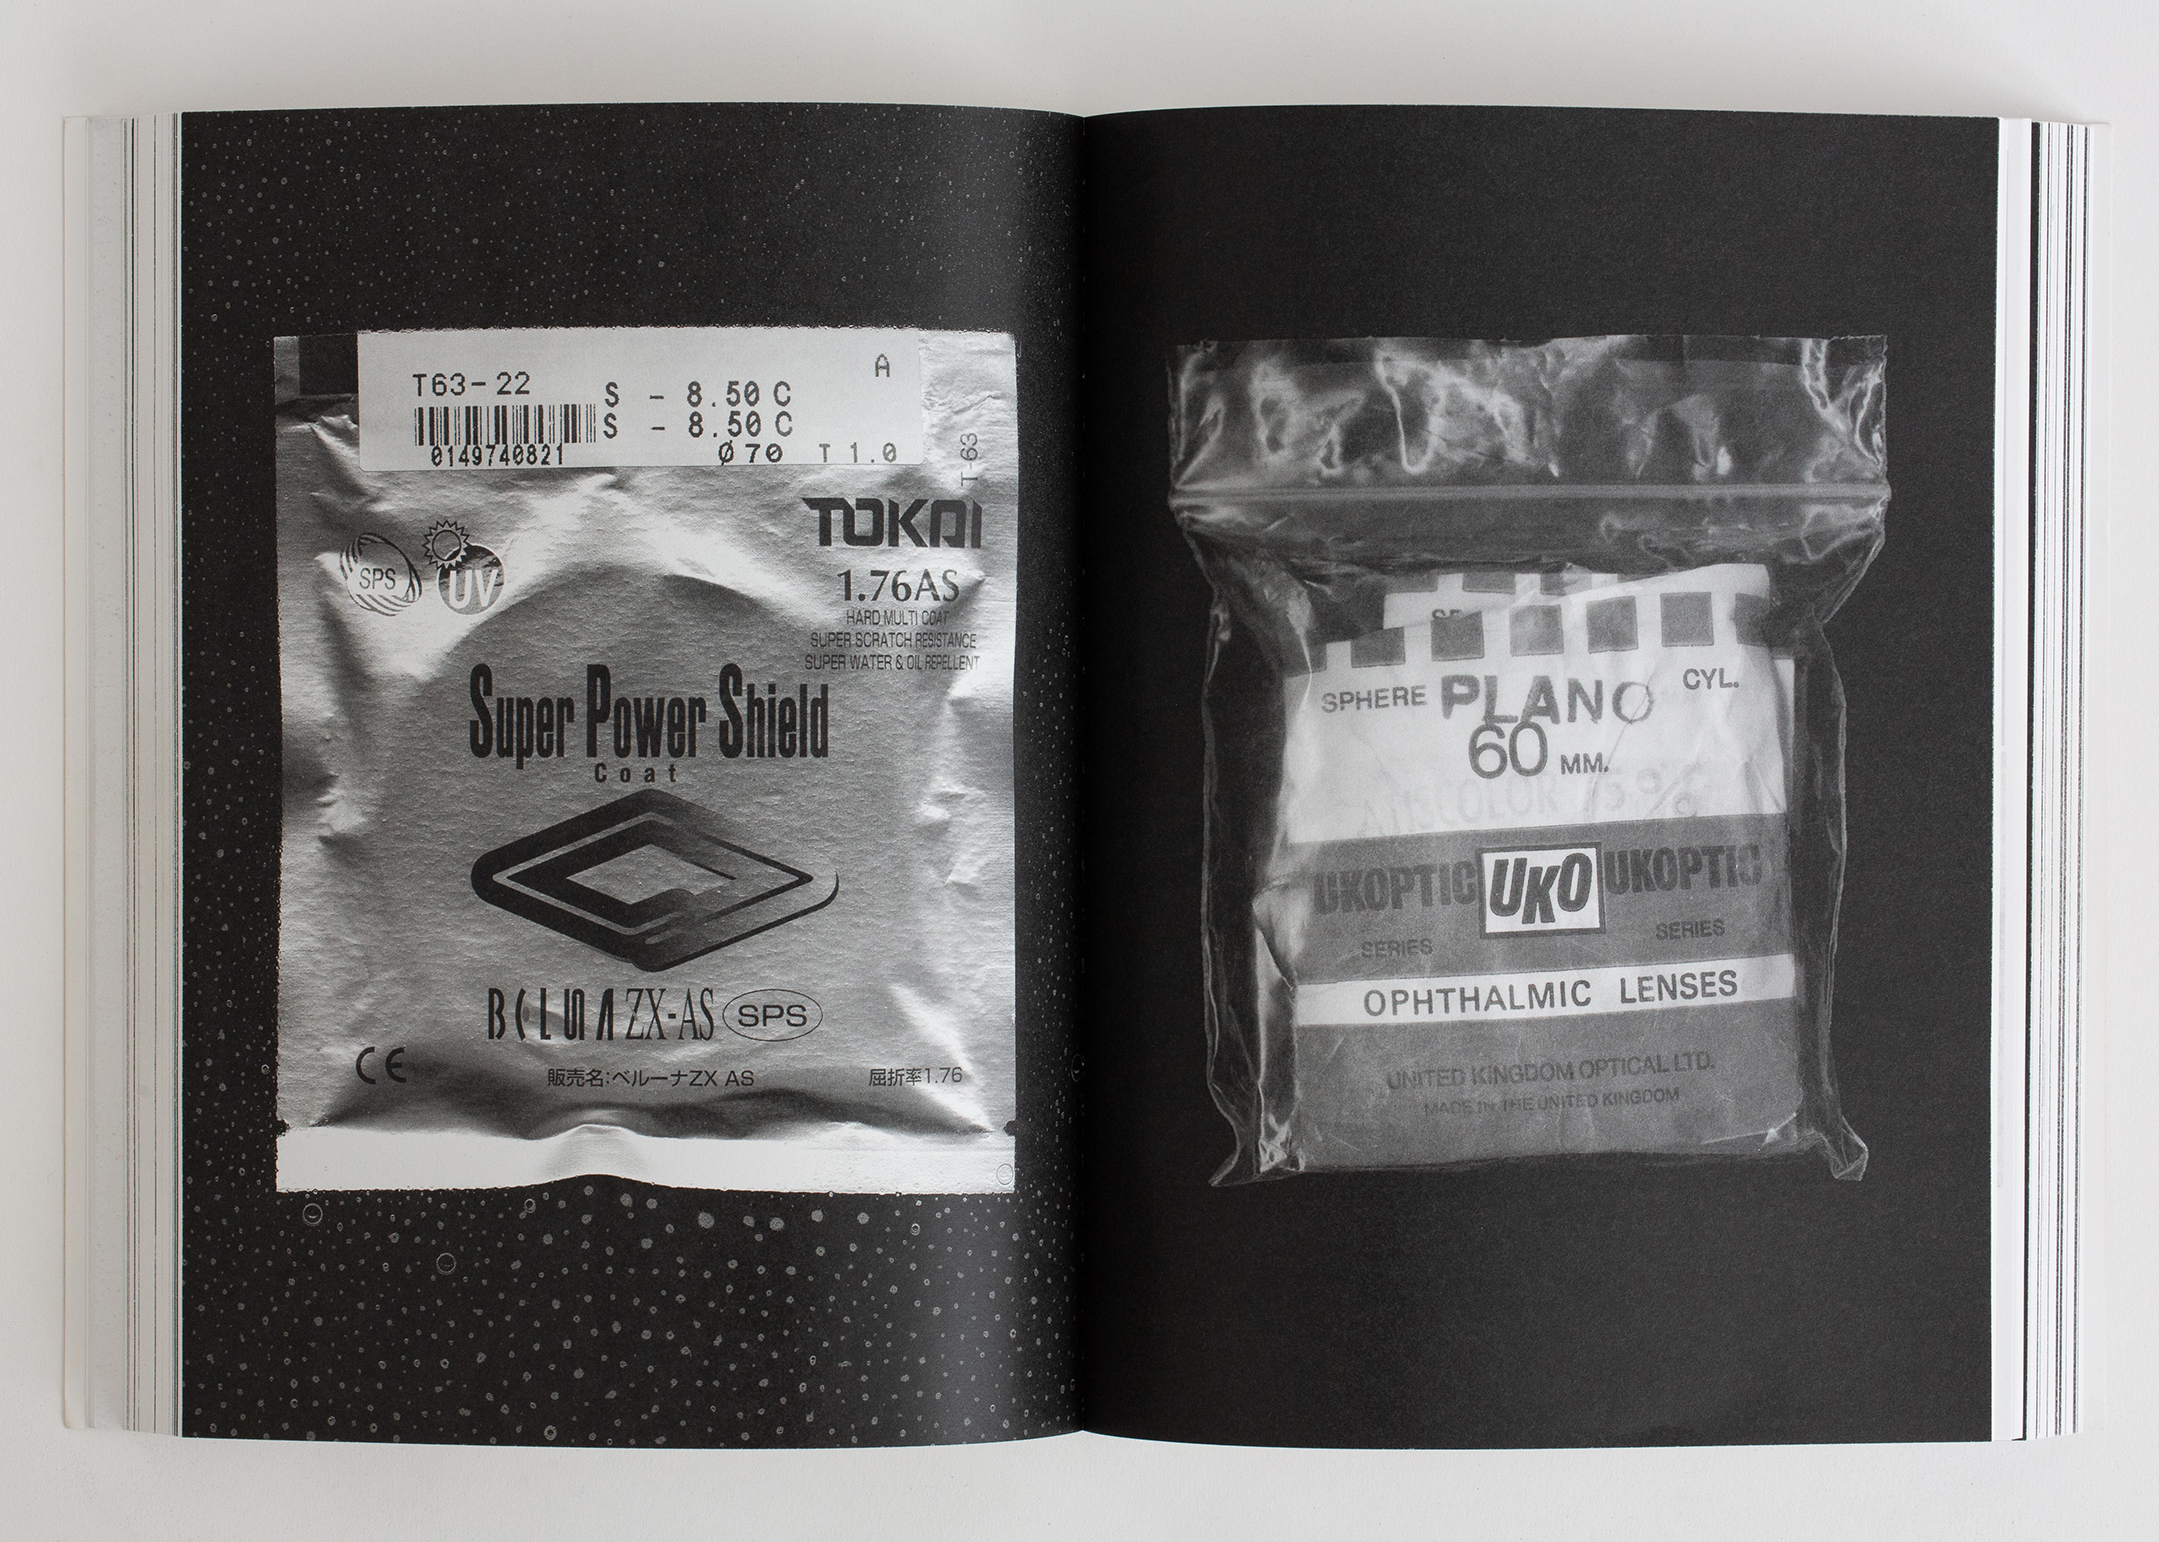 A
T63-22
S - 8.50 C
S - 8.50 C
0149740821
Ø70 T 1.0
T-63
TOKAI
SPS
UV
1.76AS
HARD MULTI COAT
SUPER SCRATCH RESISTANCE
SUPER WATER & OIL REPELLENT
Super Power Shield
Coat
BELUNA ZX-AS SPS
CE
販売名:ベルーナZX AS
屈折率1.76
SPHERE PLANO CYL.
60 MM.
UKOPTIC UKO UKOPTIC
SERIES SERIES
OPHTHALMIC LENSES
UNITED KINGDOM OPTICAL LTD.
MADE IN THE UNITED KINGDOM